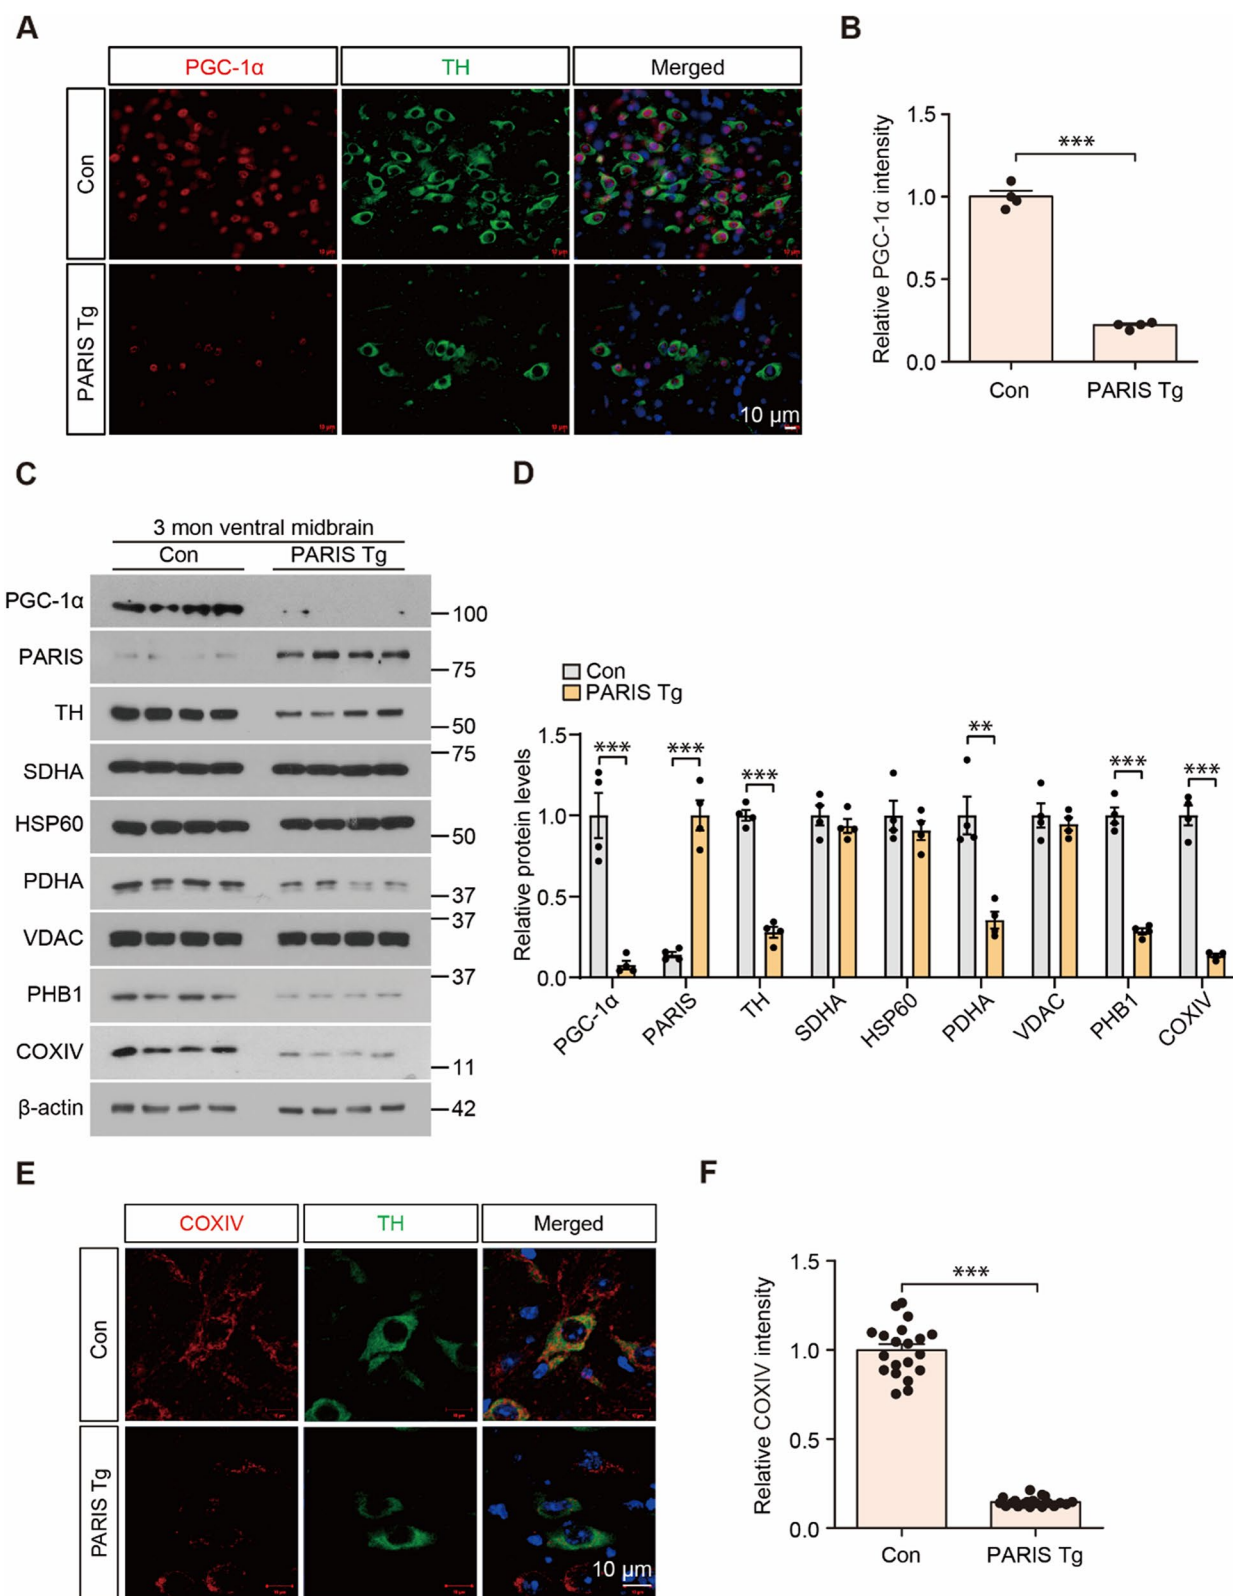 A
PGC-1α TH Merged
Con
PARIS Tg
10 μm
B
Relative PGC-1α intensity
1.5
1.0
0.5
0.0
***
Con PARIS Tg
C
3 mon ventral midbrain
Con PARIS Tg
PGC-1α 100
PARIS 75
TH 50
SDHA 75
HSP60 50
PDHA 37
VDAC 37
PHB1 37
COXIV 11
β-actin 42
D
Con
PARIS Tg
Relative protein levels
1.5
1.0
0.5
0.0
*** *** *** ** *** ***
PGC-1α PARIS TH SDHA HSP60 PDHA VDAC PHB1 COXIV
E
COXIV TH Merged
Con
PARIS Tg
10 μm
F
Relative COXIV intensity
1.5
1.0
0.5
0.0
***
Con PARIS Tg